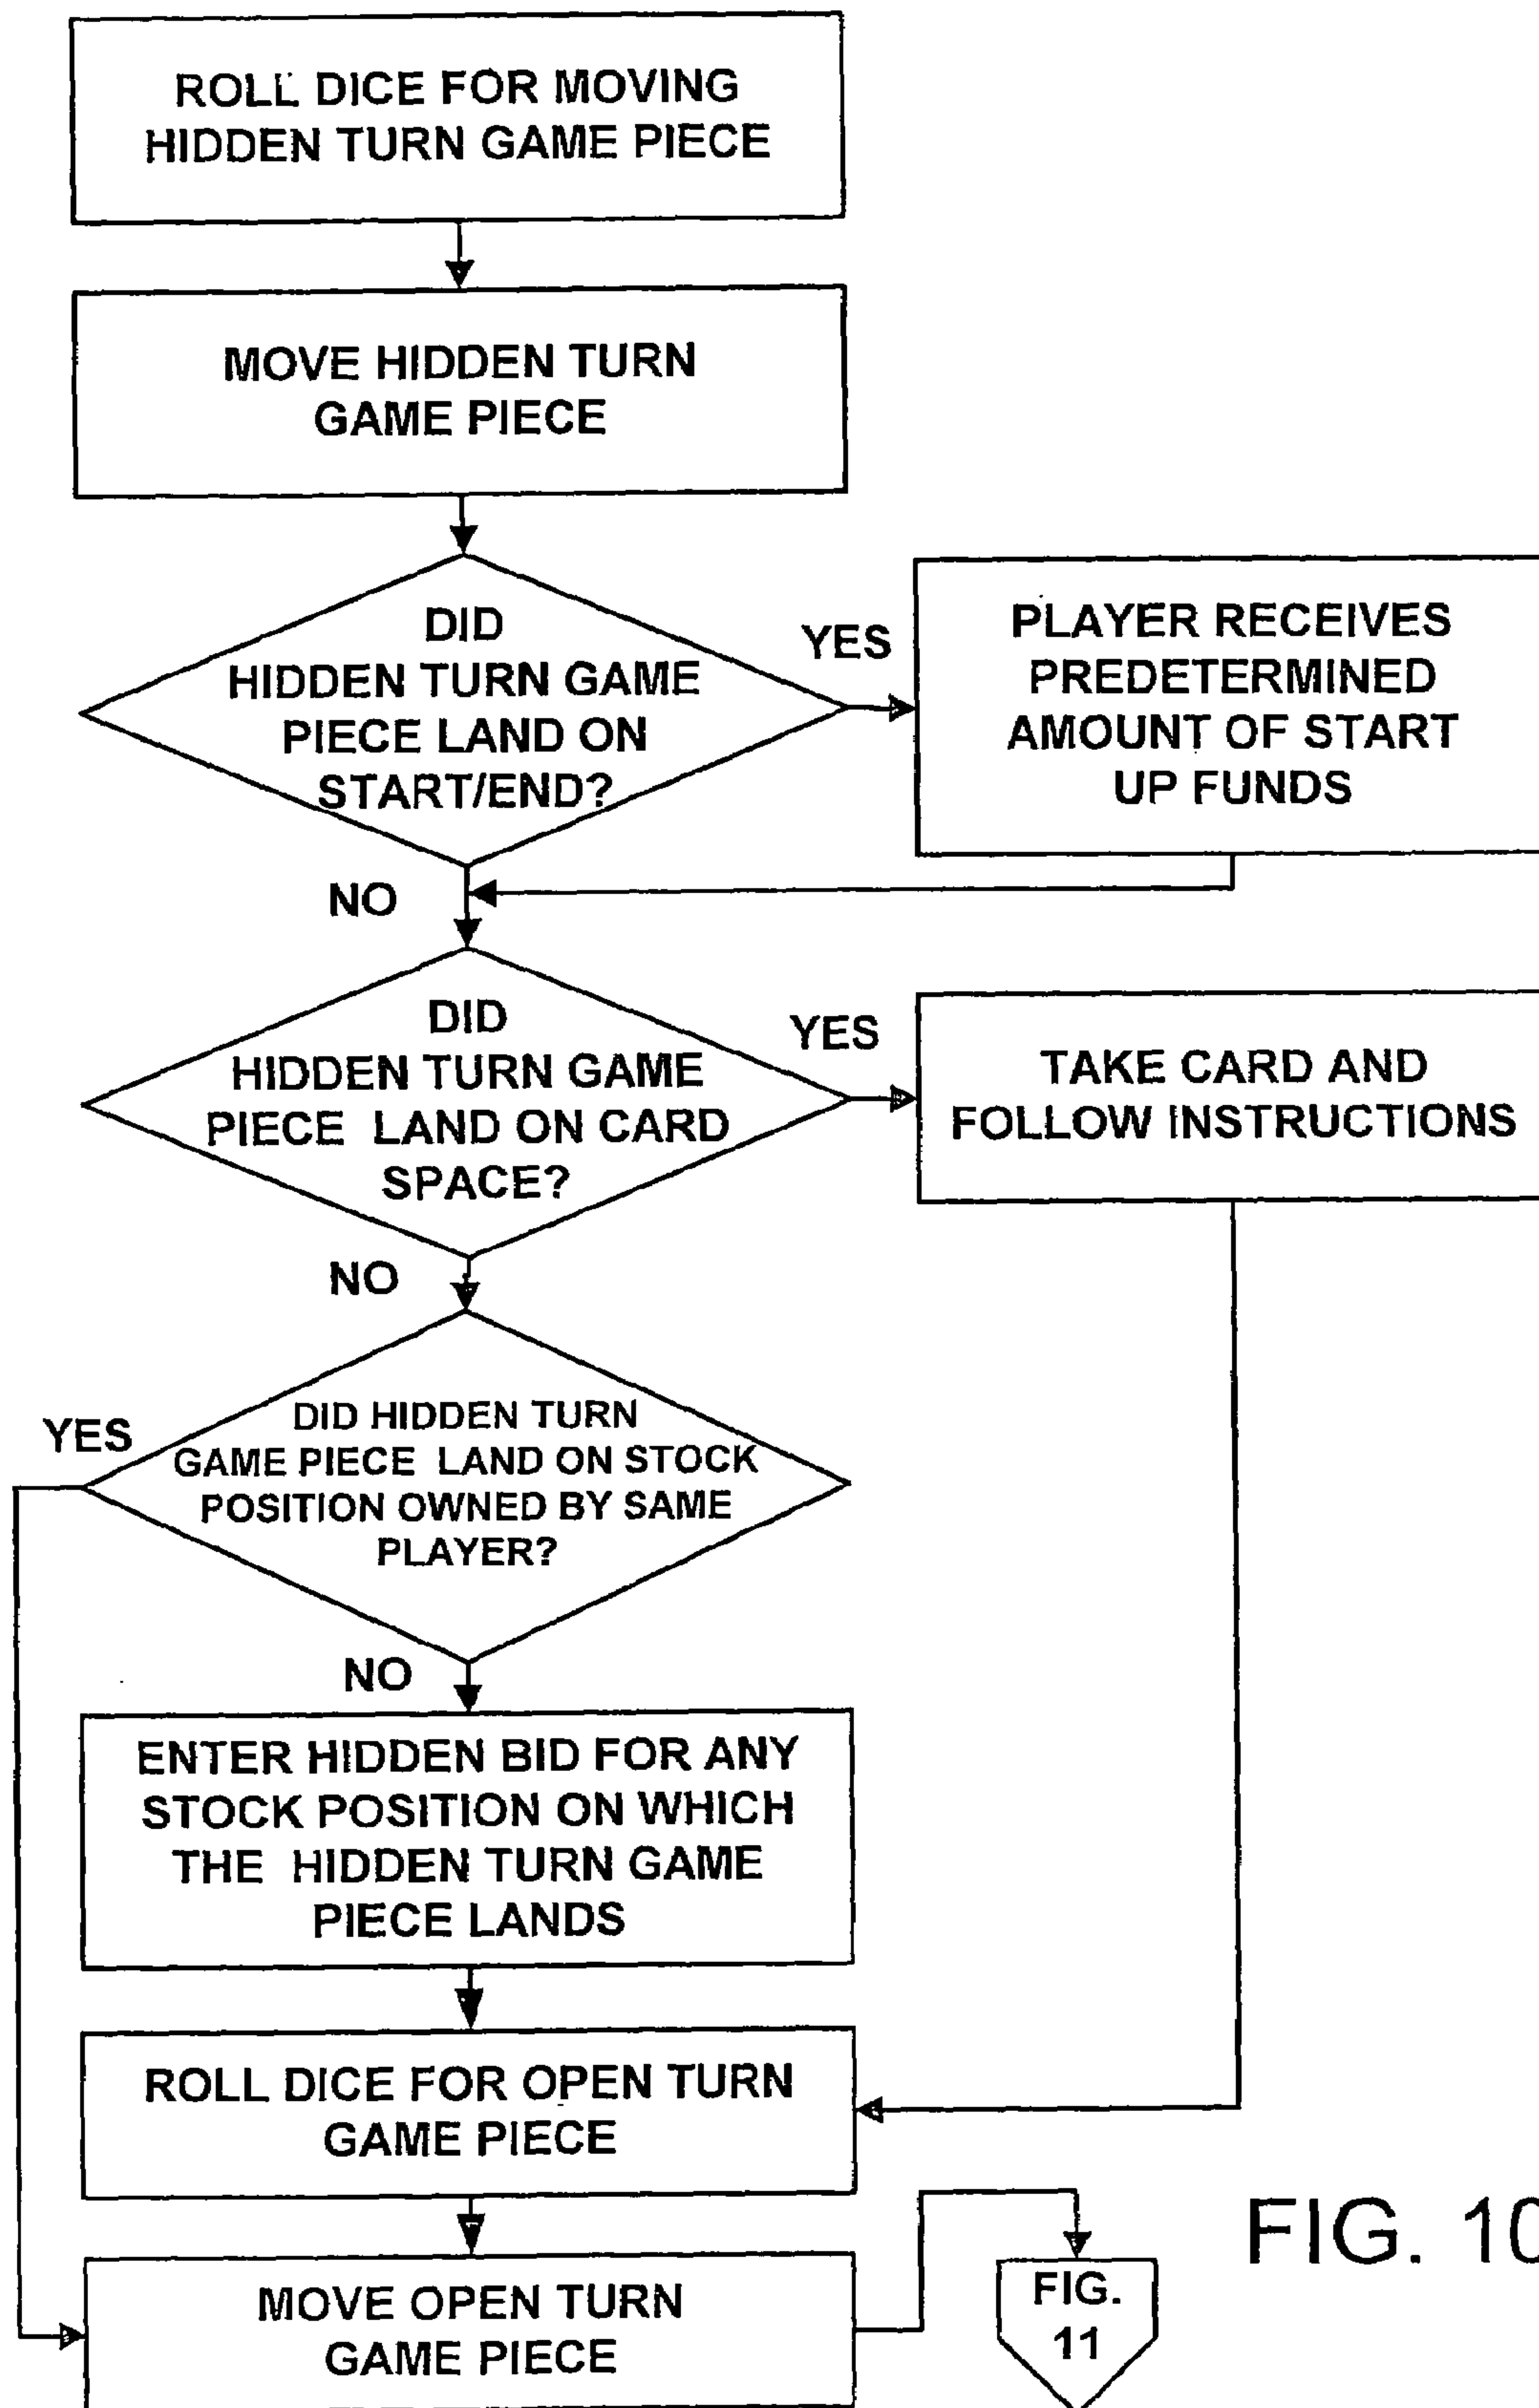 ROLL DICE FOR MOVING
HIDDEN TURN GAME PIECE
MOVE HIDDEN TURN
GAME PIECE
DID
HIDDEN TURN GAME
PIECE LAND ON
START/END?
YES
PLAYER RECEIVES
PREDETERMINED
AMOUNT OF START
UP FUNDS
NO
DID
HIDDEN TURN GAME
PIECE LAND ON CARD
SPACE?
YES
TAKE CARD AND
FOLLOW INSTRUCTIONS
NO
DID HIDDEN TURN
GAME PIECE LAND ON STOCK
POSITION OWNED BY SAME
PLAYER?
YES
NO
ENTER HIDDEN BID FOR ANY
STOCK POSITION ON WHICH
THE HIDDEN TURN GAME
PIECE LANDS
ROLL DICE FOR OPEN TURN
GAME PIECE
MOVE OPEN TURN
GAME PIECE
FIG.
11
FIG. 10